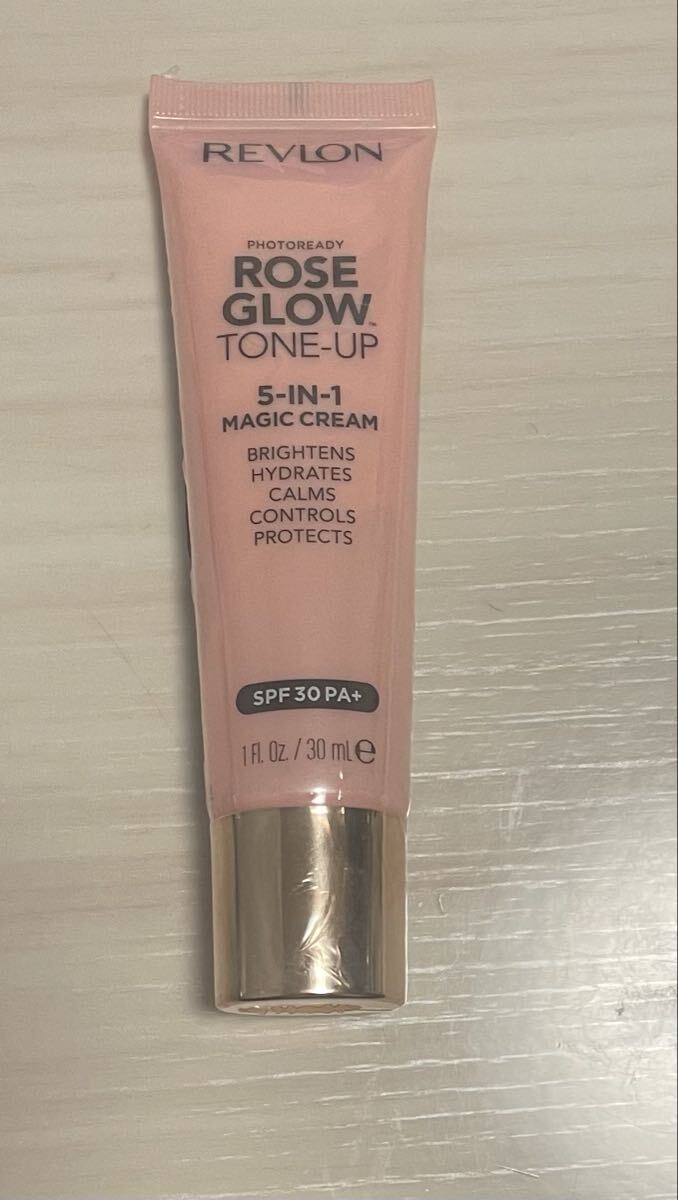 REVLON
PHOTOREADY
ROSE
GLOW™
TONE-UP
5-IN-1
MAGIC CREAM
BRIGHTENS
HYDRATES
CALMS
CONTROLS
PROTECTS
SPF 30 PA+
1 Fl. Oz. / 30 mL ℮